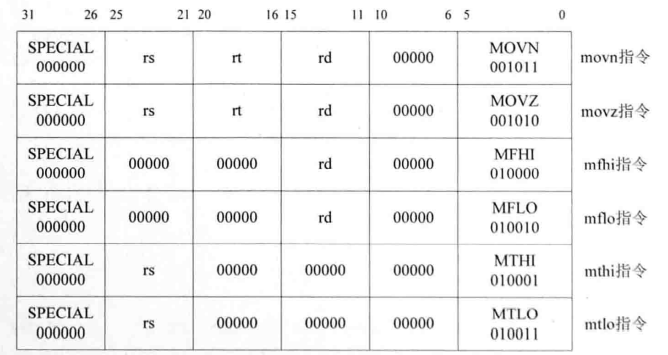 31 26 25 21 20 16 15 11 10 6 5 0
SPECIAL 000000 rs rt rd 00000 MOVN 001011 movn指令
SPECIAL 000000 rs rt rd 00000 MOVZ 001010 movz指令
SPECIAL 000000 00000 00000 rd 00000 MFHI 010000 mfhi指令
SPECIAL 000000 00000 00000 rd 00000 MFLO 010010 mflo指令
SPECIAL 000000 rs 00000 00000 00000 MTHI 010001 mthi指令
SPECIAL 000000 rs 00000 00000 00000 MTLO 010011 mtlo指令